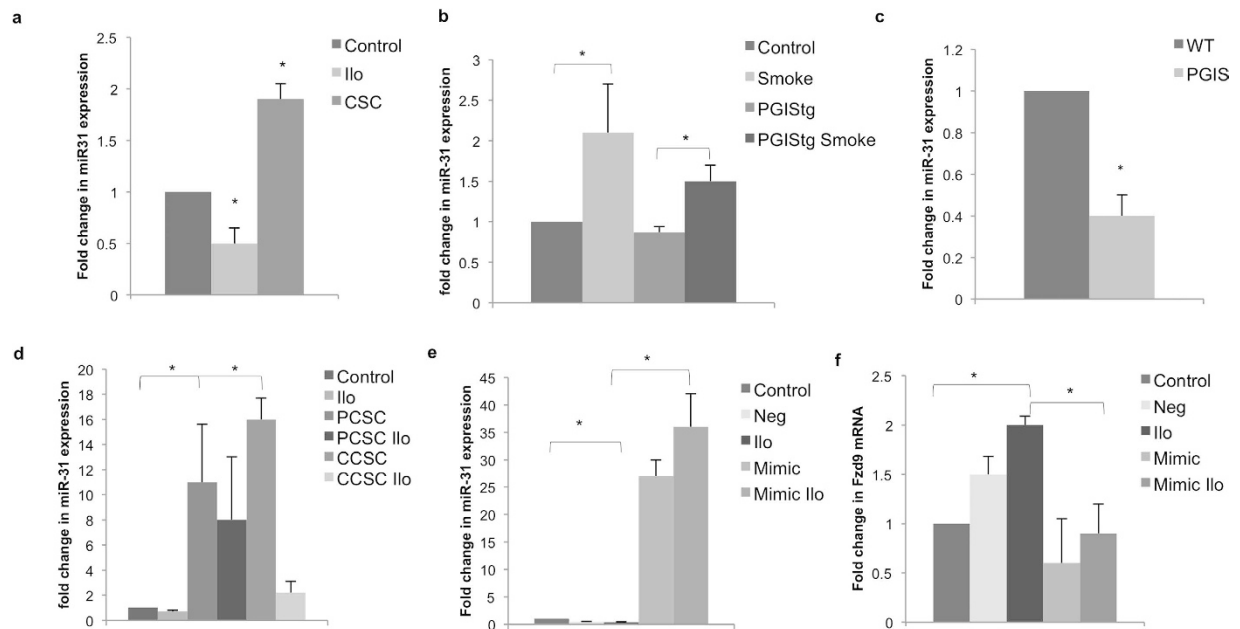 a
Fold change in miR31 expression
2.5
2
1.5
1
0.5
0
*
*
Control
Ilo
CSC
b
fold change in miR-31 expression
3
2.5
2
1.5
1
0.5
0
*
*
Control
Smoke
PGIStg
PGIStg Smoke
c
Fold change in miR-31 expression
1.2
1
0.8
0.6
0.4
0.2
0
*
WT
PGIS
d
fold change in miR-31 expression
20
18
16
14
12
10
8
6
4
2
0
*
*
Control
Ilo
PCSC
PCSC Ilo
CCSC
CCSC Ilo
e
Fold change in miR-31 expression
45
40
35
30
25
20
15
10
5
0
*
*
Control
Neg
Ilo
Mimic
Mimic Ilo
f
Fold change in Fzd9 mRNA
2.5
2
1.5
1
0.5
0
*
*
Control
Neg
Ilo
Mimic
Mimic Ilo